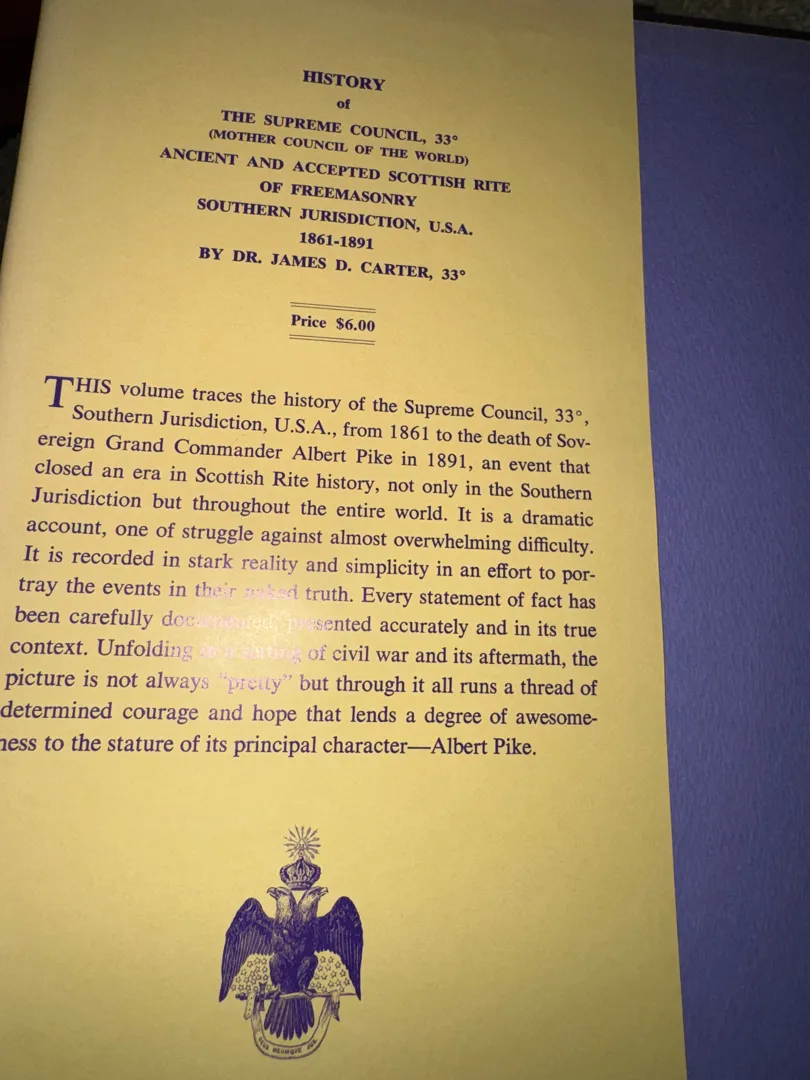 HISTORY
of
THE SUPREME COUNCIL, 33°
(MOTHER COUNCIL OF THE WORLD)
ANCIENT AND ACCEPTED SCOTTISH RITE
OF FREEMASONRY
SOUTHERN JURISDICTION, U.S.A.
1861-1891
BY DR. JAMES D. CARTER, 33°
Price $6.00
THIS volume traces the history of the Supreme Council, 33°,
Southern Jurisdiction, U.S.A., from 1861 to the death of Sov-
ereign Grand Commander Albert Pike in 1891, an event that
closed an era in Scottish Rite history, not only in the Southern
Jurisdiction but throughout the entire world. It is a dramatic
account, one of struggle against almost overwhelming difficulty.
It is recorded in stark reality and simplicity in an effort to por-
tray the events in their naked truth. Every statement of fact has
been carefully documented, presented accurately and in its true
context. Unfolding in a setting of civil war and its aftermath, the
picture is not always "pretty" but through it all runs a thread of
determined courage and hope that lends a degree of awesome-
ness to the stature of its principal character—Albert Pike.
DEUS MEUMQUE JUS